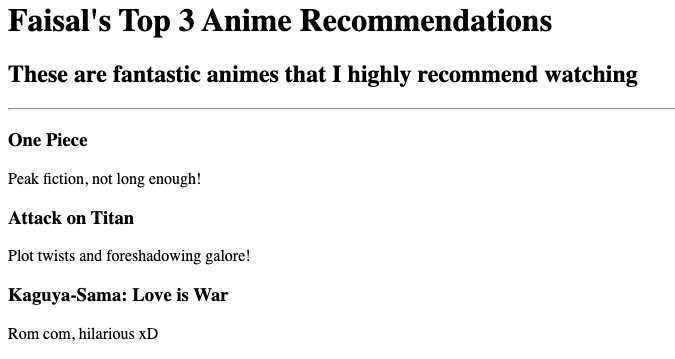 Faisal's Top 3 Anime Recommendations
These are fantastic animes that I highly recommend watching
One Piece
Peak fiction, not long enough!
Attack on Titan
Plot twists and foreshadowing galore!
Kaguya-Sama: Love is War
Rom com, hilarious xD